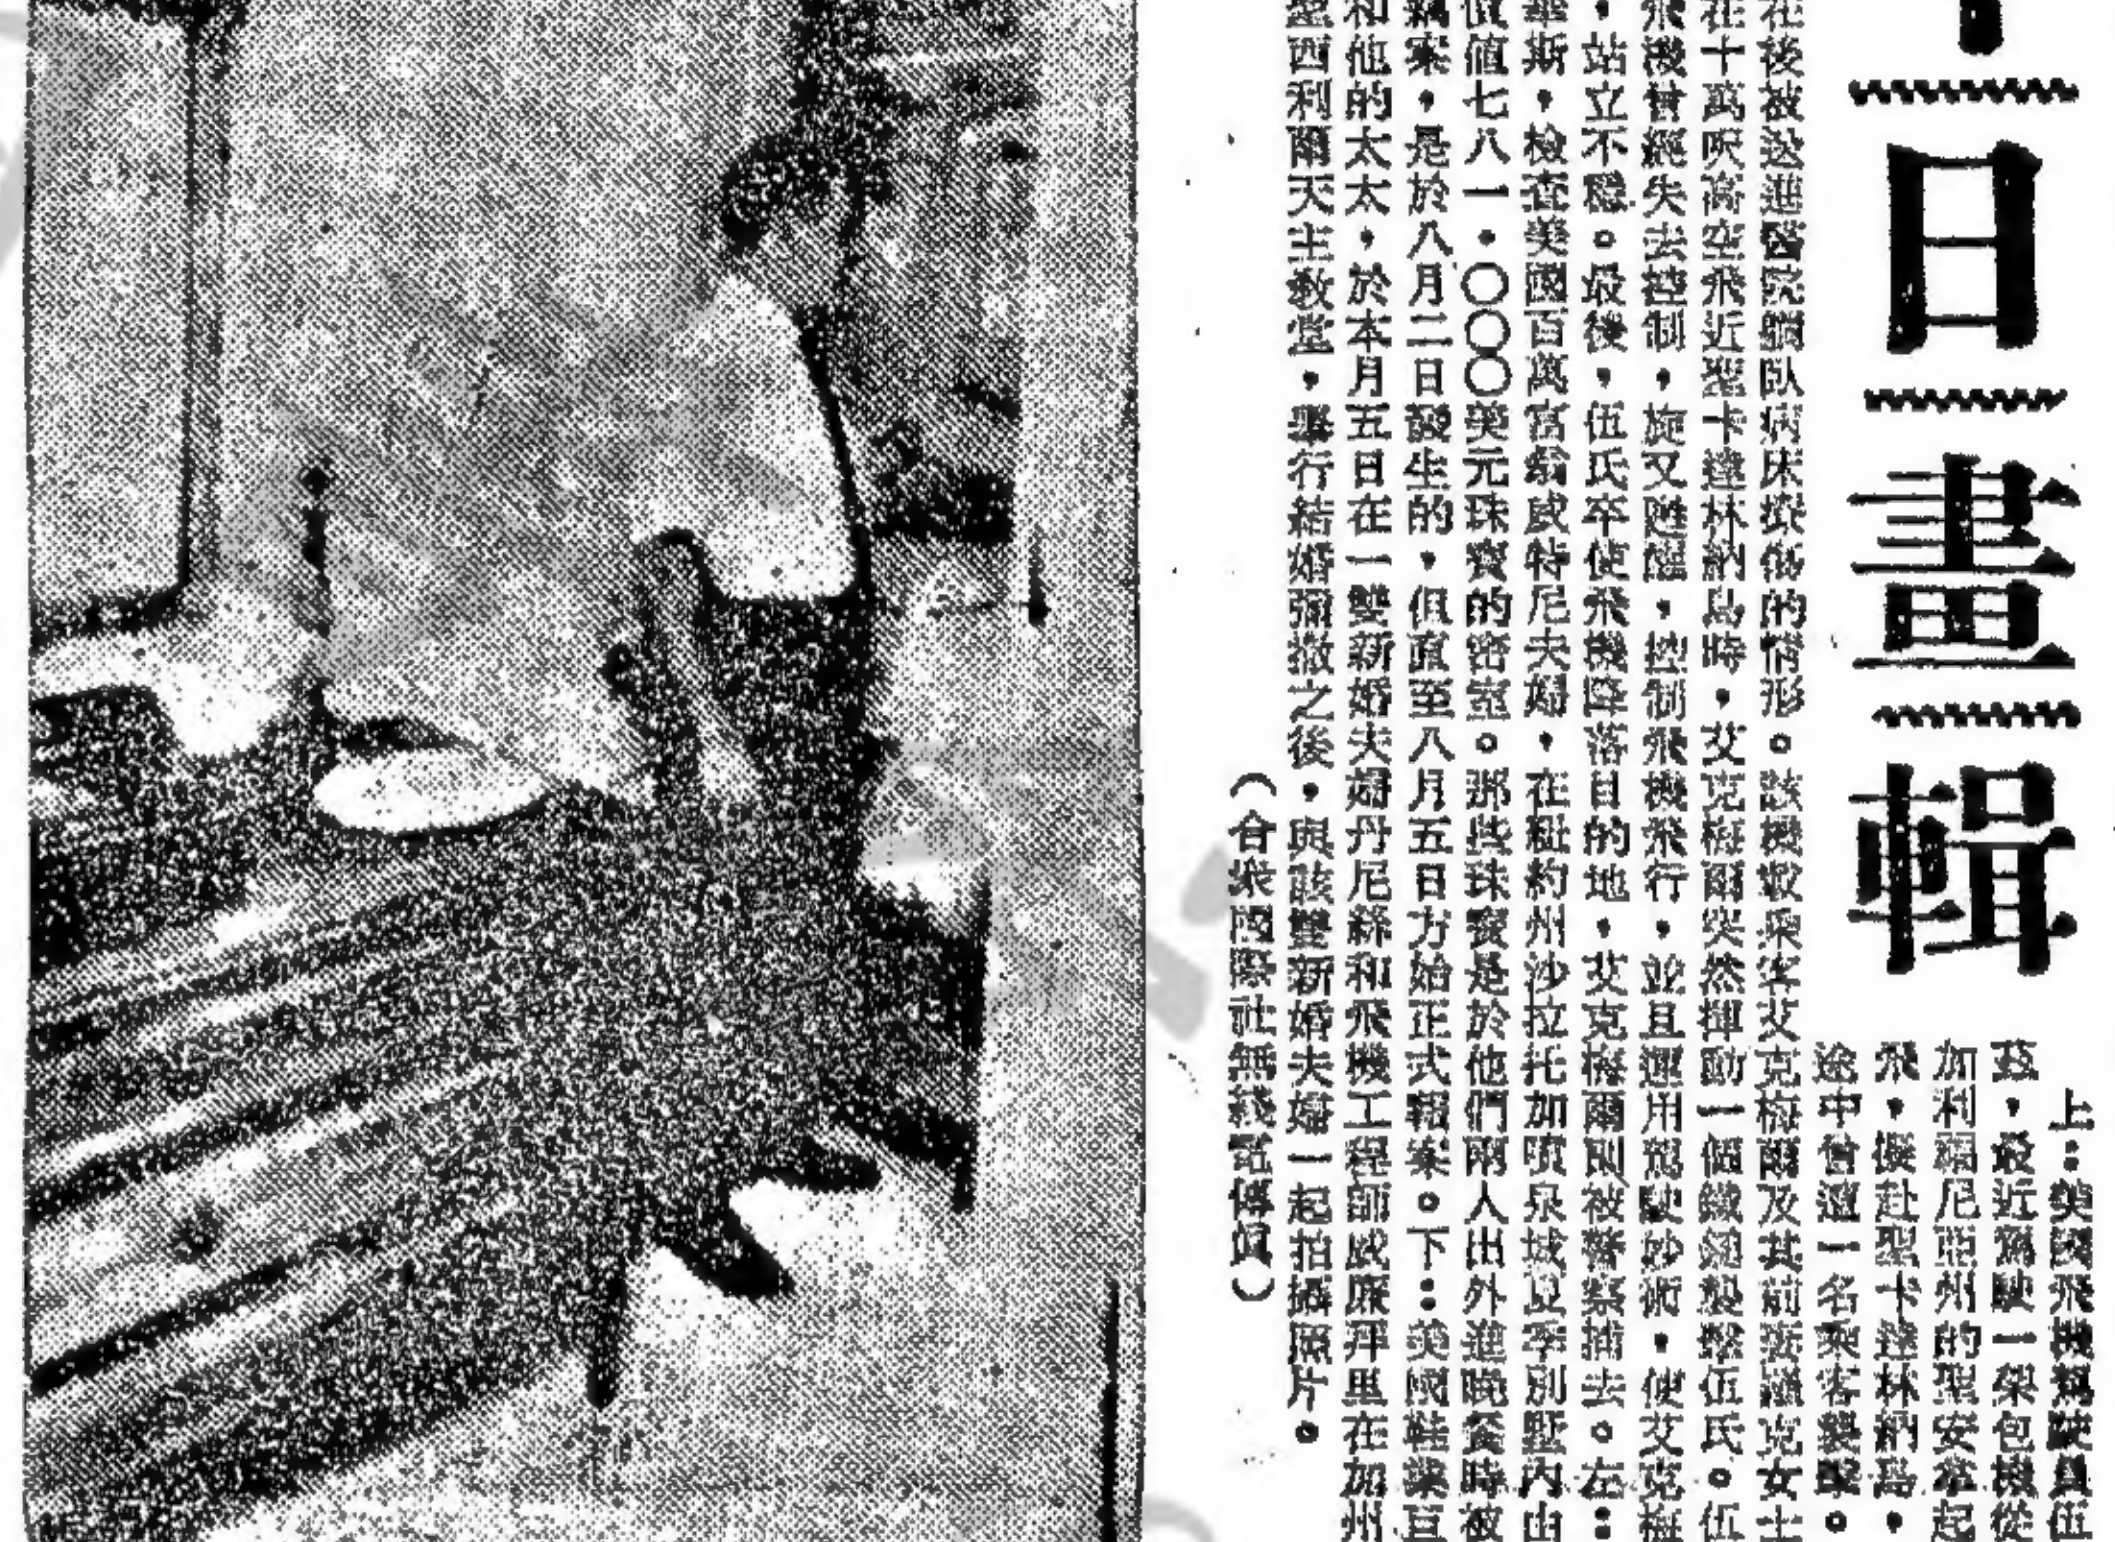 日畫輯
上：美國飛機駕駛員伍
茲，最近駕駛一架包機從
加利福尼亞州的聖安拿起
飛，擬赴聖卡達林納島，
途中曾遭一名乘客襲擊。
在後被送進醫院躺臥病床療傷的情形。該機載乘客艾克梅爾及其前妻 克女士
在十萬呎高空飛近聖卡達林納島時，艾克梅爾突然揮動一個鐵鎚襲擊伍氏。伍
飛機曾經失去控制，旋又甦醒，控制飛機飛行，並且運用駕駛妙術，使艾克梅
，站立不穩。最後，伍氏卒使飛機降落目的地，艾克梅爾則被警察捕去。左：
斯，檢查美國百萬富翁威特尼夫婦，在紐約州沙拉托加噴泉城夏季別墅內由
價值七八一・〇〇〇美元珠寶的密室。那些珠寶是於他們兩人出外進晚餐時被
竊案，是於八月二日發生的，但直至八月五日方始正式報案。下：美國鞋業巨
和他的太太，於本月五日在一雙新婚夫婦丹尼絲和飛機工程師威廉拜里在加州
聖西利爾天主教堂，舉行結婚彌撒之後，與該雙新婚夫婦一起拍攝照片。
（合衆國際社無綫電傳眞）